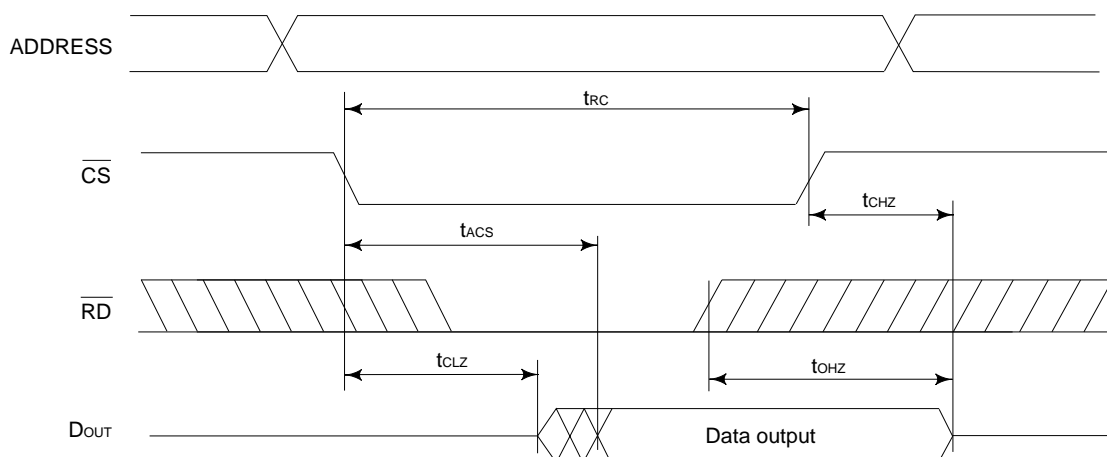 ADDRESS
tRC
CS
tCHZ
tACS
RD
tCLZ
tOHZ
DOUT
Data output